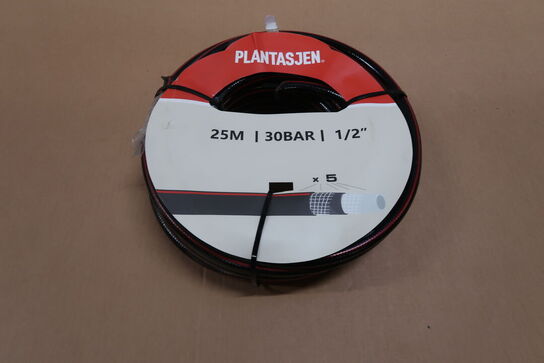 PLANTASJEN®
25M | 30BAR | 1/2"
x 5